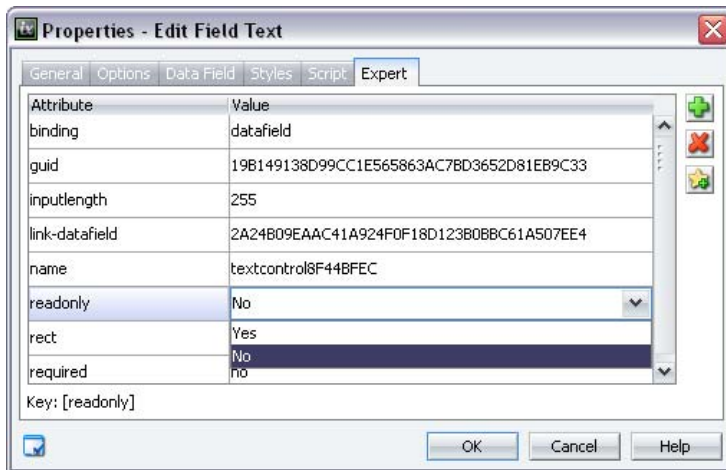 Properties - Edit Field Text
General Options Data Field Styles Script Expert
Attribute Value
binding datafield
guid 19B149138D99CC1E565863AC7BD3652D81EB9C33
inputlength 255
link-datafield 2A24B09EAAC41A924F0F18D123B0BBC61A507EE4
name textcontrol8F44BFEC
readonly No
rect Yes
No
required no
Key: [readonly]
OK Cancel Help